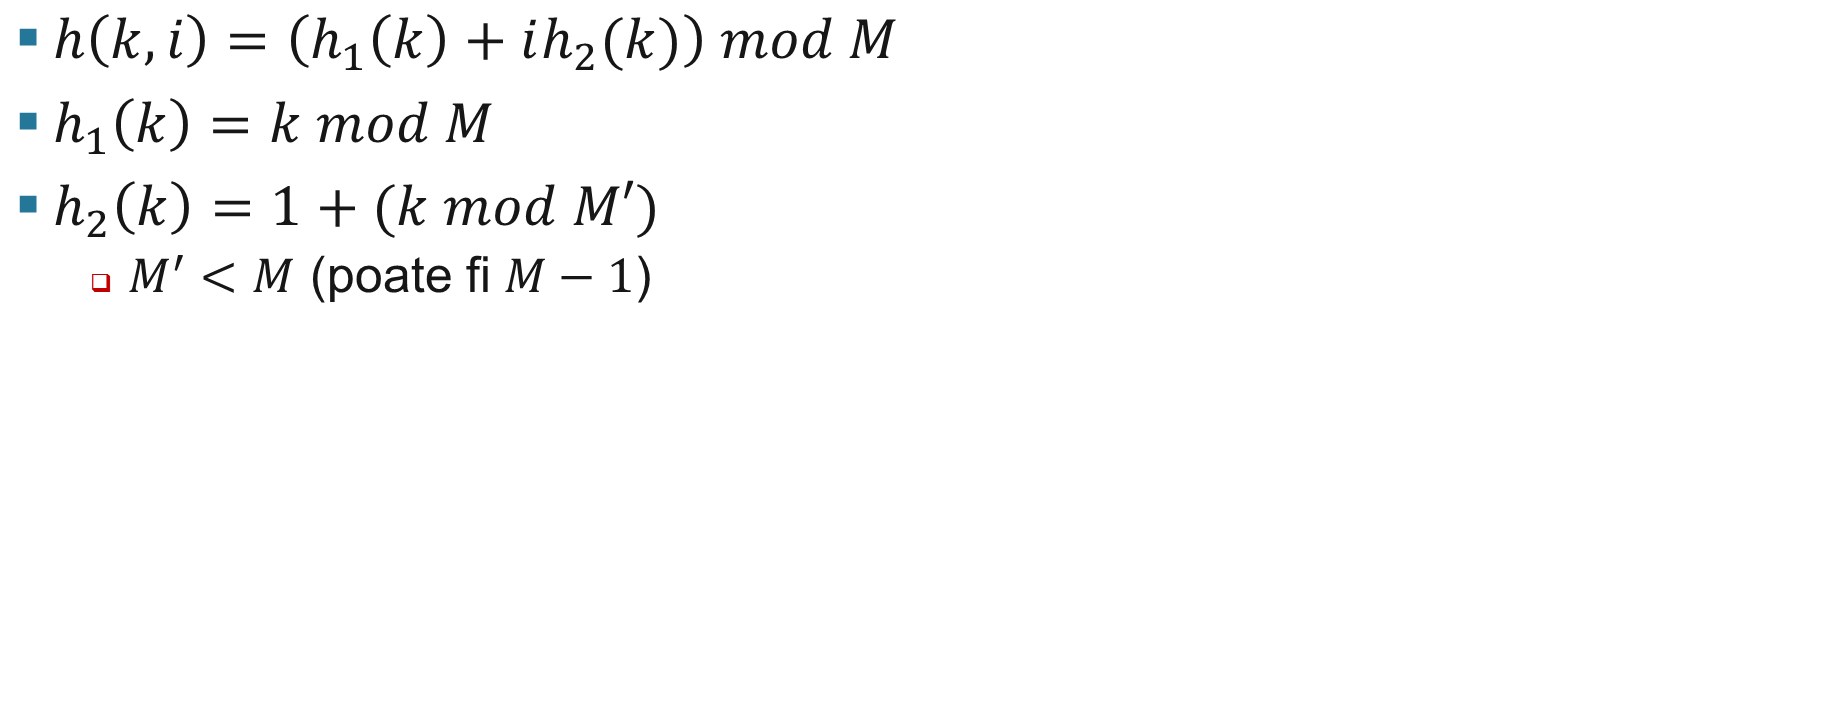 ▪ h(k, i) = (h₁(k) + ih₂(k)) mod M
▪ h₁(k) = k mod M
▪ h₂(k) = 1 + (k mod M′)
❑ M′ < M (poate fi M − 1)